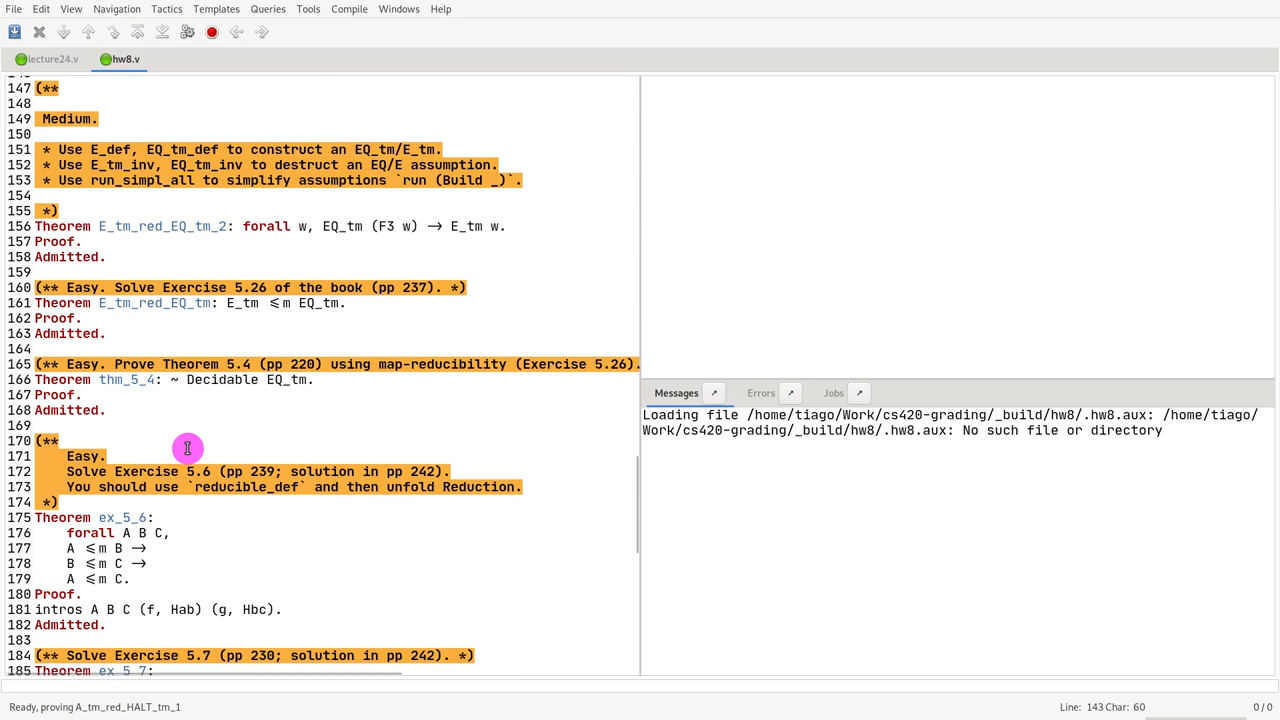 File Edit View Navigation Tactics Templates Queries Tools Compile Windows Help
lecture24.v hw8.v
147 (**
148
149 Medium.
150
151 * Use E_def, EQ_tm_def to construct an EQ_tm/E_tm.
152 * Use E_tm_inv, EQ_tm_inv to destruct an EQ/E assumption.
153 * Use run_simpl_all to simplify assumptions `run (Build _)`.
154
155 *)
156 Theorem E_tm_red_EQ_tm_2: forall w, EQ_tm (F3 w) → E_tm w.
157 Proof.
158 Admitted.
159
160 (** Easy. Solve Exercise 5.26 of the book (pp 237). *)
161 Theorem E_tm_red_EQ_tm: E_tm ≤m EQ_tm.
162 Proof.
163 Admitted.
164
165 (** Easy. Prove Theorem 5.4 (pp 220) using map-reducibility (Exercise 5.26).
166 Theorem thm_5_4: ~ Decidable EQ_tm.
167 Proof.
168 Admitted.
169
170 (**
171 Easy.
172 Solve Exercise 5.6 (pp 239; solution in pp 242).
173 You should use `reducible_def` and then unfold Reduction.
174 *)
175 Theorem ex_5_6:
176 forall A B C,
177 A ≤m B →
178 B ≤m C →
179 A ≤m C.
180 Proof.
181 intros A B C (f, Hab) (g, Hbc).
182 Admitted.
183
184 (** Solve Exercise 5.7 (pp 230; solution in pp 242). *)
185 Theorem ex_5_7:
Messages ↗ Errors ↗ Jobs ↗
Loading file /home/tiago/Work/cs420-grading/_build/hw8/.hw8.aux: /home/tiago/
Work/cs420-grading/_build/hw8/.hw8.aux: No such file or directory
Ready, proving A_tm_red_HALT_tm_1
Line: 143 Char: 60
0 / 0